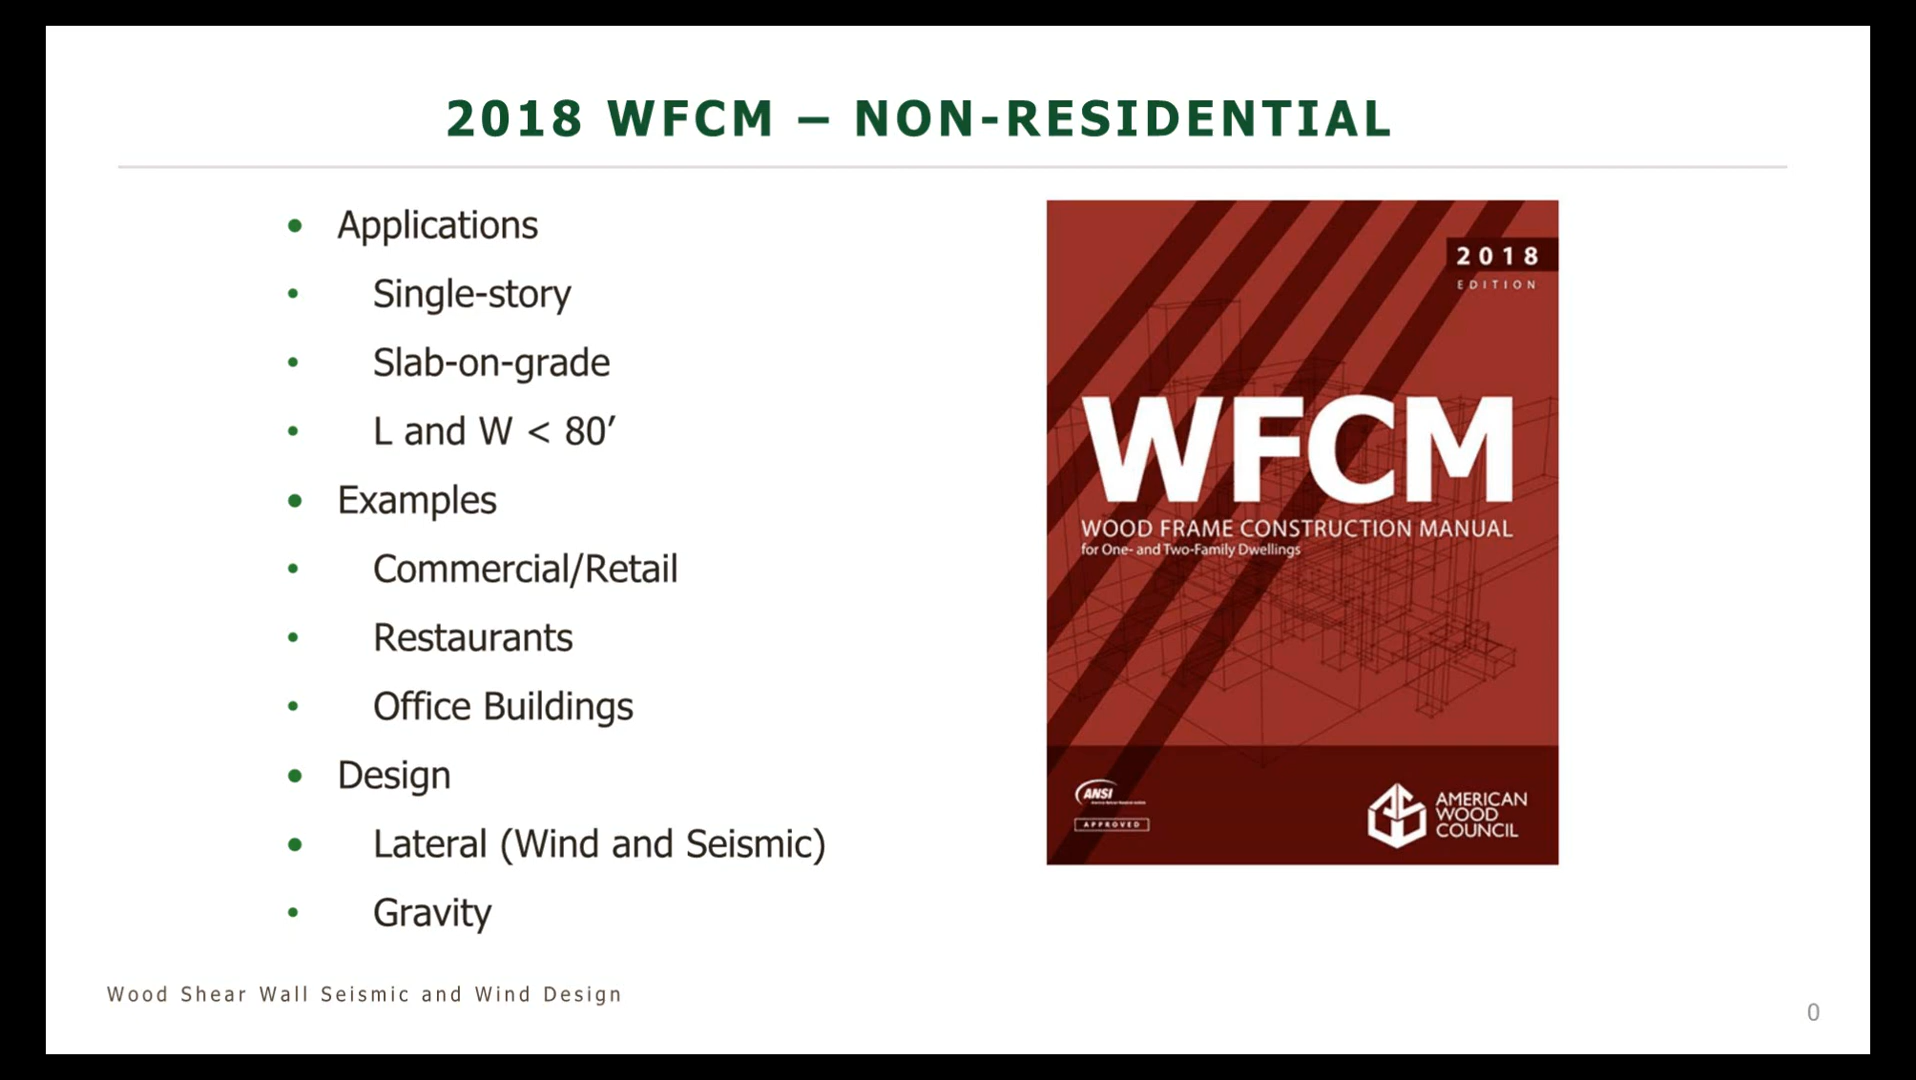 2018 WFCM – NON-RESIDENTIAL
• Applications
• Single-story
• Slab-on-grade
• L and W < 80′
• Examples
• Commercial/Retail
• Restaurants
• Office Buildings
• Design
• Lateral (Wind and Seismic)
• Gravity
2018
EDITION
WFCM
WOOD FRAME CONSTRUCTION MANUAL
for One- and Two-Family Dwellings
ANSI
APPROVED
AMERICAN
WOOD
COUNCIL
Wood Shear Wall Seismic and Wind Design
0